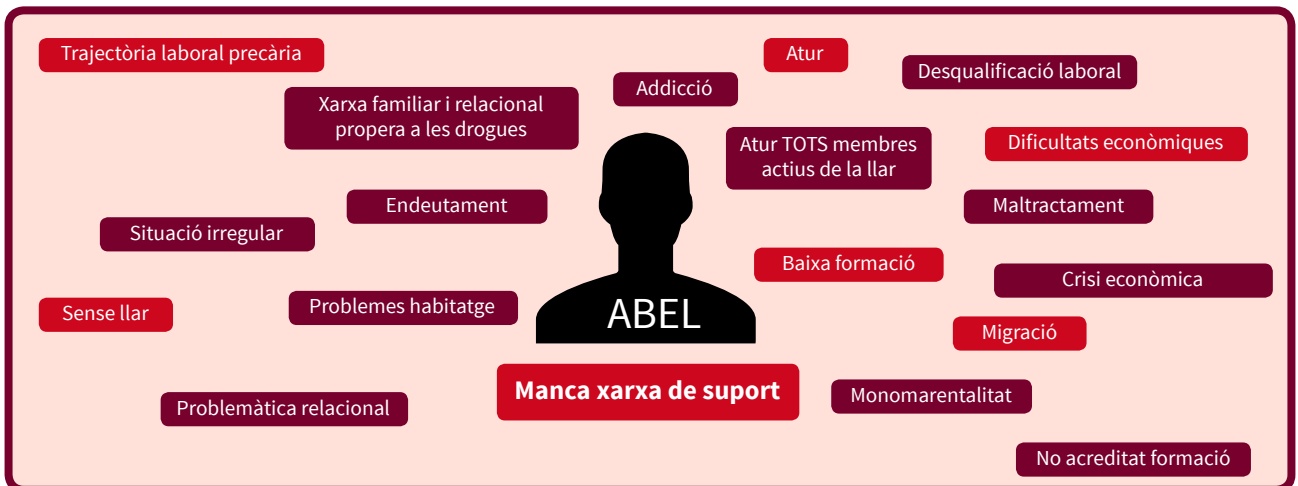 Trajectòria laboral precària
Atur
Desqualificació laboral
Addicció
Xarxa familiar i relacional
propera a les drogues
Atur TOTS membres
actius de la llar
Dificultats econòmiques
Endeutament
Maltractament
Situació irregular
Baixa formació
Crisi econòmica
Problemes habitatge
Sense llar
ABEL
Migració
Manca xarxa de suport
Monomarentalitat
Problemàtica relacional
No acreditat formació